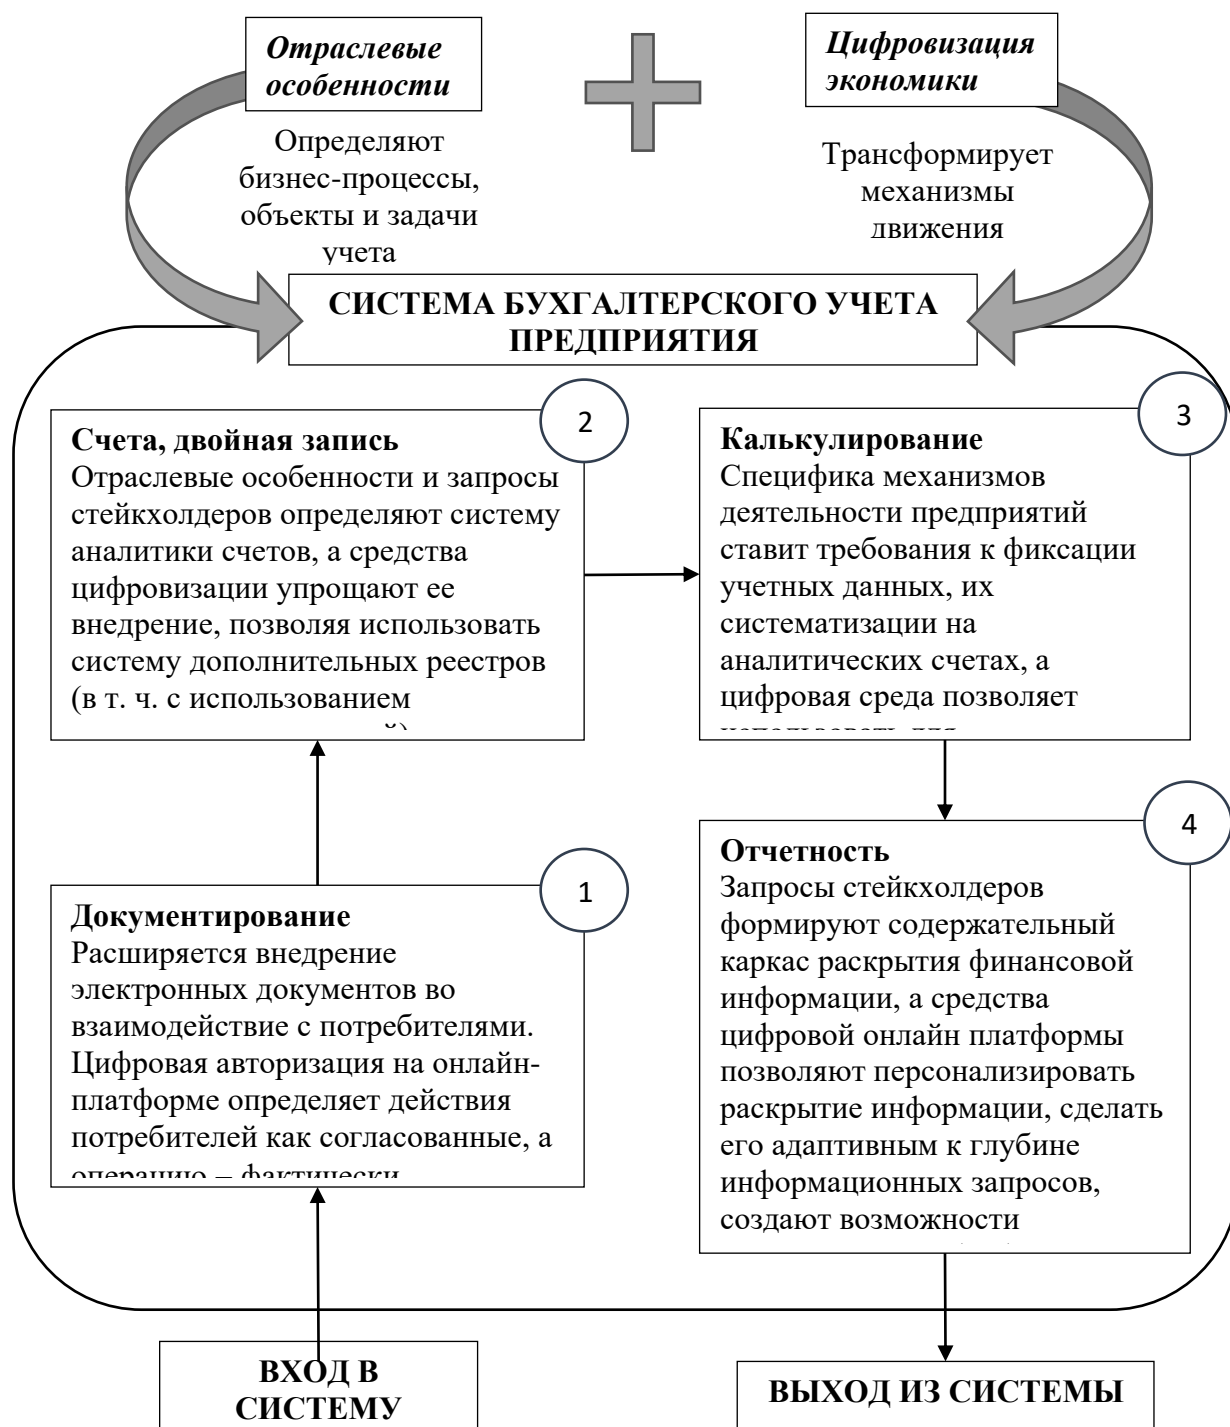 Отраслевые
особенности
Цифровизация
экономики
Определяют
бизнес-процессы,
объекты и задачи
учета
Трансформирует
механизмы
движения
СИСТЕМА БУХГАЛТЕРСКОГО УЧЕТА
ПРЕДПРИЯТИЯ
2
Счета, двойная запись
Отраслевые особенности и запросы
стейкхолдеров определяют систему
аналитики счетов, а средства
цифровизации упрощают ее
внедрение, позволяя использовать
систему дополнительных реестров
(в т. ч. с использованием
3
Калькулирование
Специфика механизмов
деятельности предприятий
ставит требования к фиксации
учетных данных, их
систематизации на
аналитических счетах, а
цифровая среда позволяет
использовать для
1
Документирование
Расширяется внедрение
электронных документов во
взаимодействие с потребителями.
Цифровая авторизация на онлайн-
платформе определяет действия
потребителей как согласованные, а
операцию – фактически
4
Отчетность
Запросы стейкхолдеров
формируют содержательный
каркас раскрытия финансовой
информации, а средства
цифровой онлайн платформы
позволяют персонализировать
раскрытие информации, сделать
его адаптивным к глубине
информационных запросов,
создают возможности
ВХОД В
СИСТЕМУ
ВЫХОД ИЗ СИСТЕМЫ